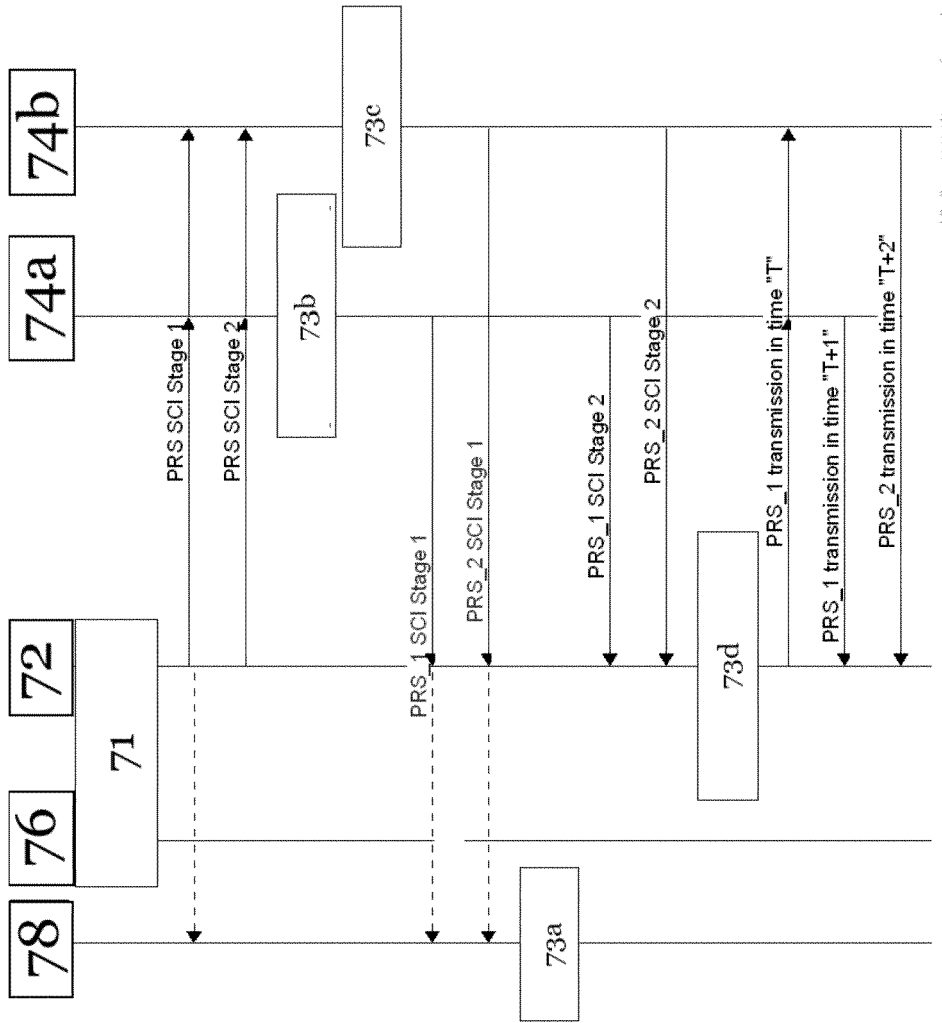 78
76
72
74a
74b
71
PRS SCI Stage 1
PRS SCI Stage 2
73b
73c
PRS_1 SCI Stage 1
PRS_2 SCI Stage 1
73a
PRS_1 SCI Stage 2
PRS_2 SCI Stage 2
73d
PRS_1 transmission in time "T"
PRS_1 transmission in time "T+1"
PRS_2 transmission in time "T+2"